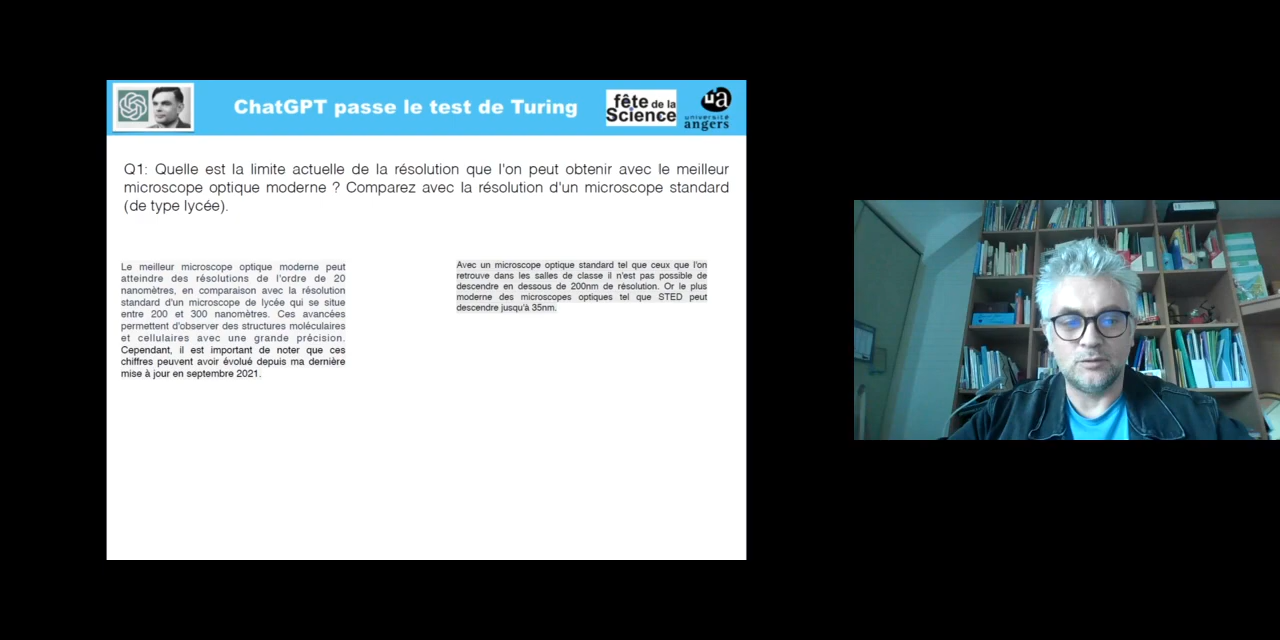 ChatGPT passe le test de Turing
fête de la
Science
ua
université
angers
Q1: Quelle est la limite actuelle de la résolution que l'on peut obtenir avec le meilleur
microscope optique moderne ? Comparez avec la résolution d'un microscope standard
(de type lycée).
Le meilleur microscope optique moderne peut
atteindre des résolutions de l'ordre de 20
nanomètres, en comparaison avec la résolution
standard d'un microscope de lycée qui se situe
entre 200 et 300 nanomètres. Ces avancées
permettent d'observer des structures moléculaires
et cellulaires avec une grande précision.
Cependant, il est important de noter que ces
chiffres peuvent avoir évolué depuis ma dernière
mise à jour en septembre 2021.
Avec un microscope optique standard tel que ceux que l'on
retrouve dans les salles de classe il n'est pas possible de
descendre en dessous de 200nm de résolution. Or le plus
moderne des microscopes optiques tel que STED peut
descendre jusqu'à 35nm.